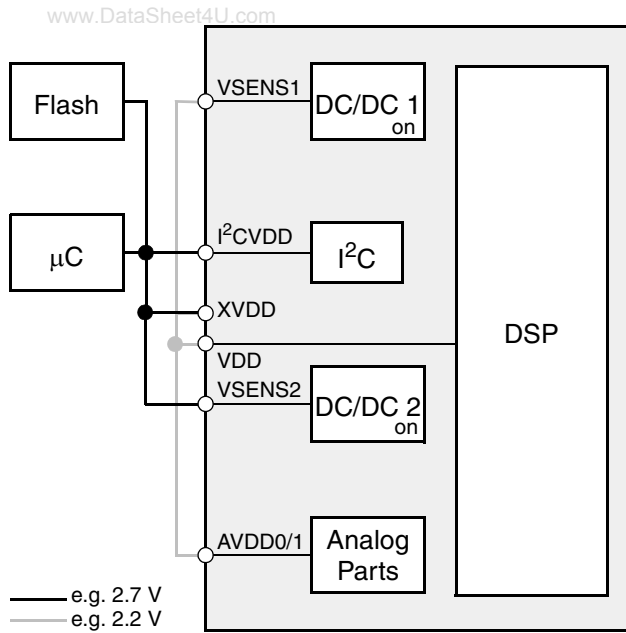 www.DataSheet4U.com
Flash
VSENS1
DC/DC 1
on
μC
I²CVDD
I²C
XVDD
DSP
VDD
VSENS2
DC/DC 2
on
AVDD0/1
Analog
Parts
e.g. 2.7 V
e.g. 2.2 V